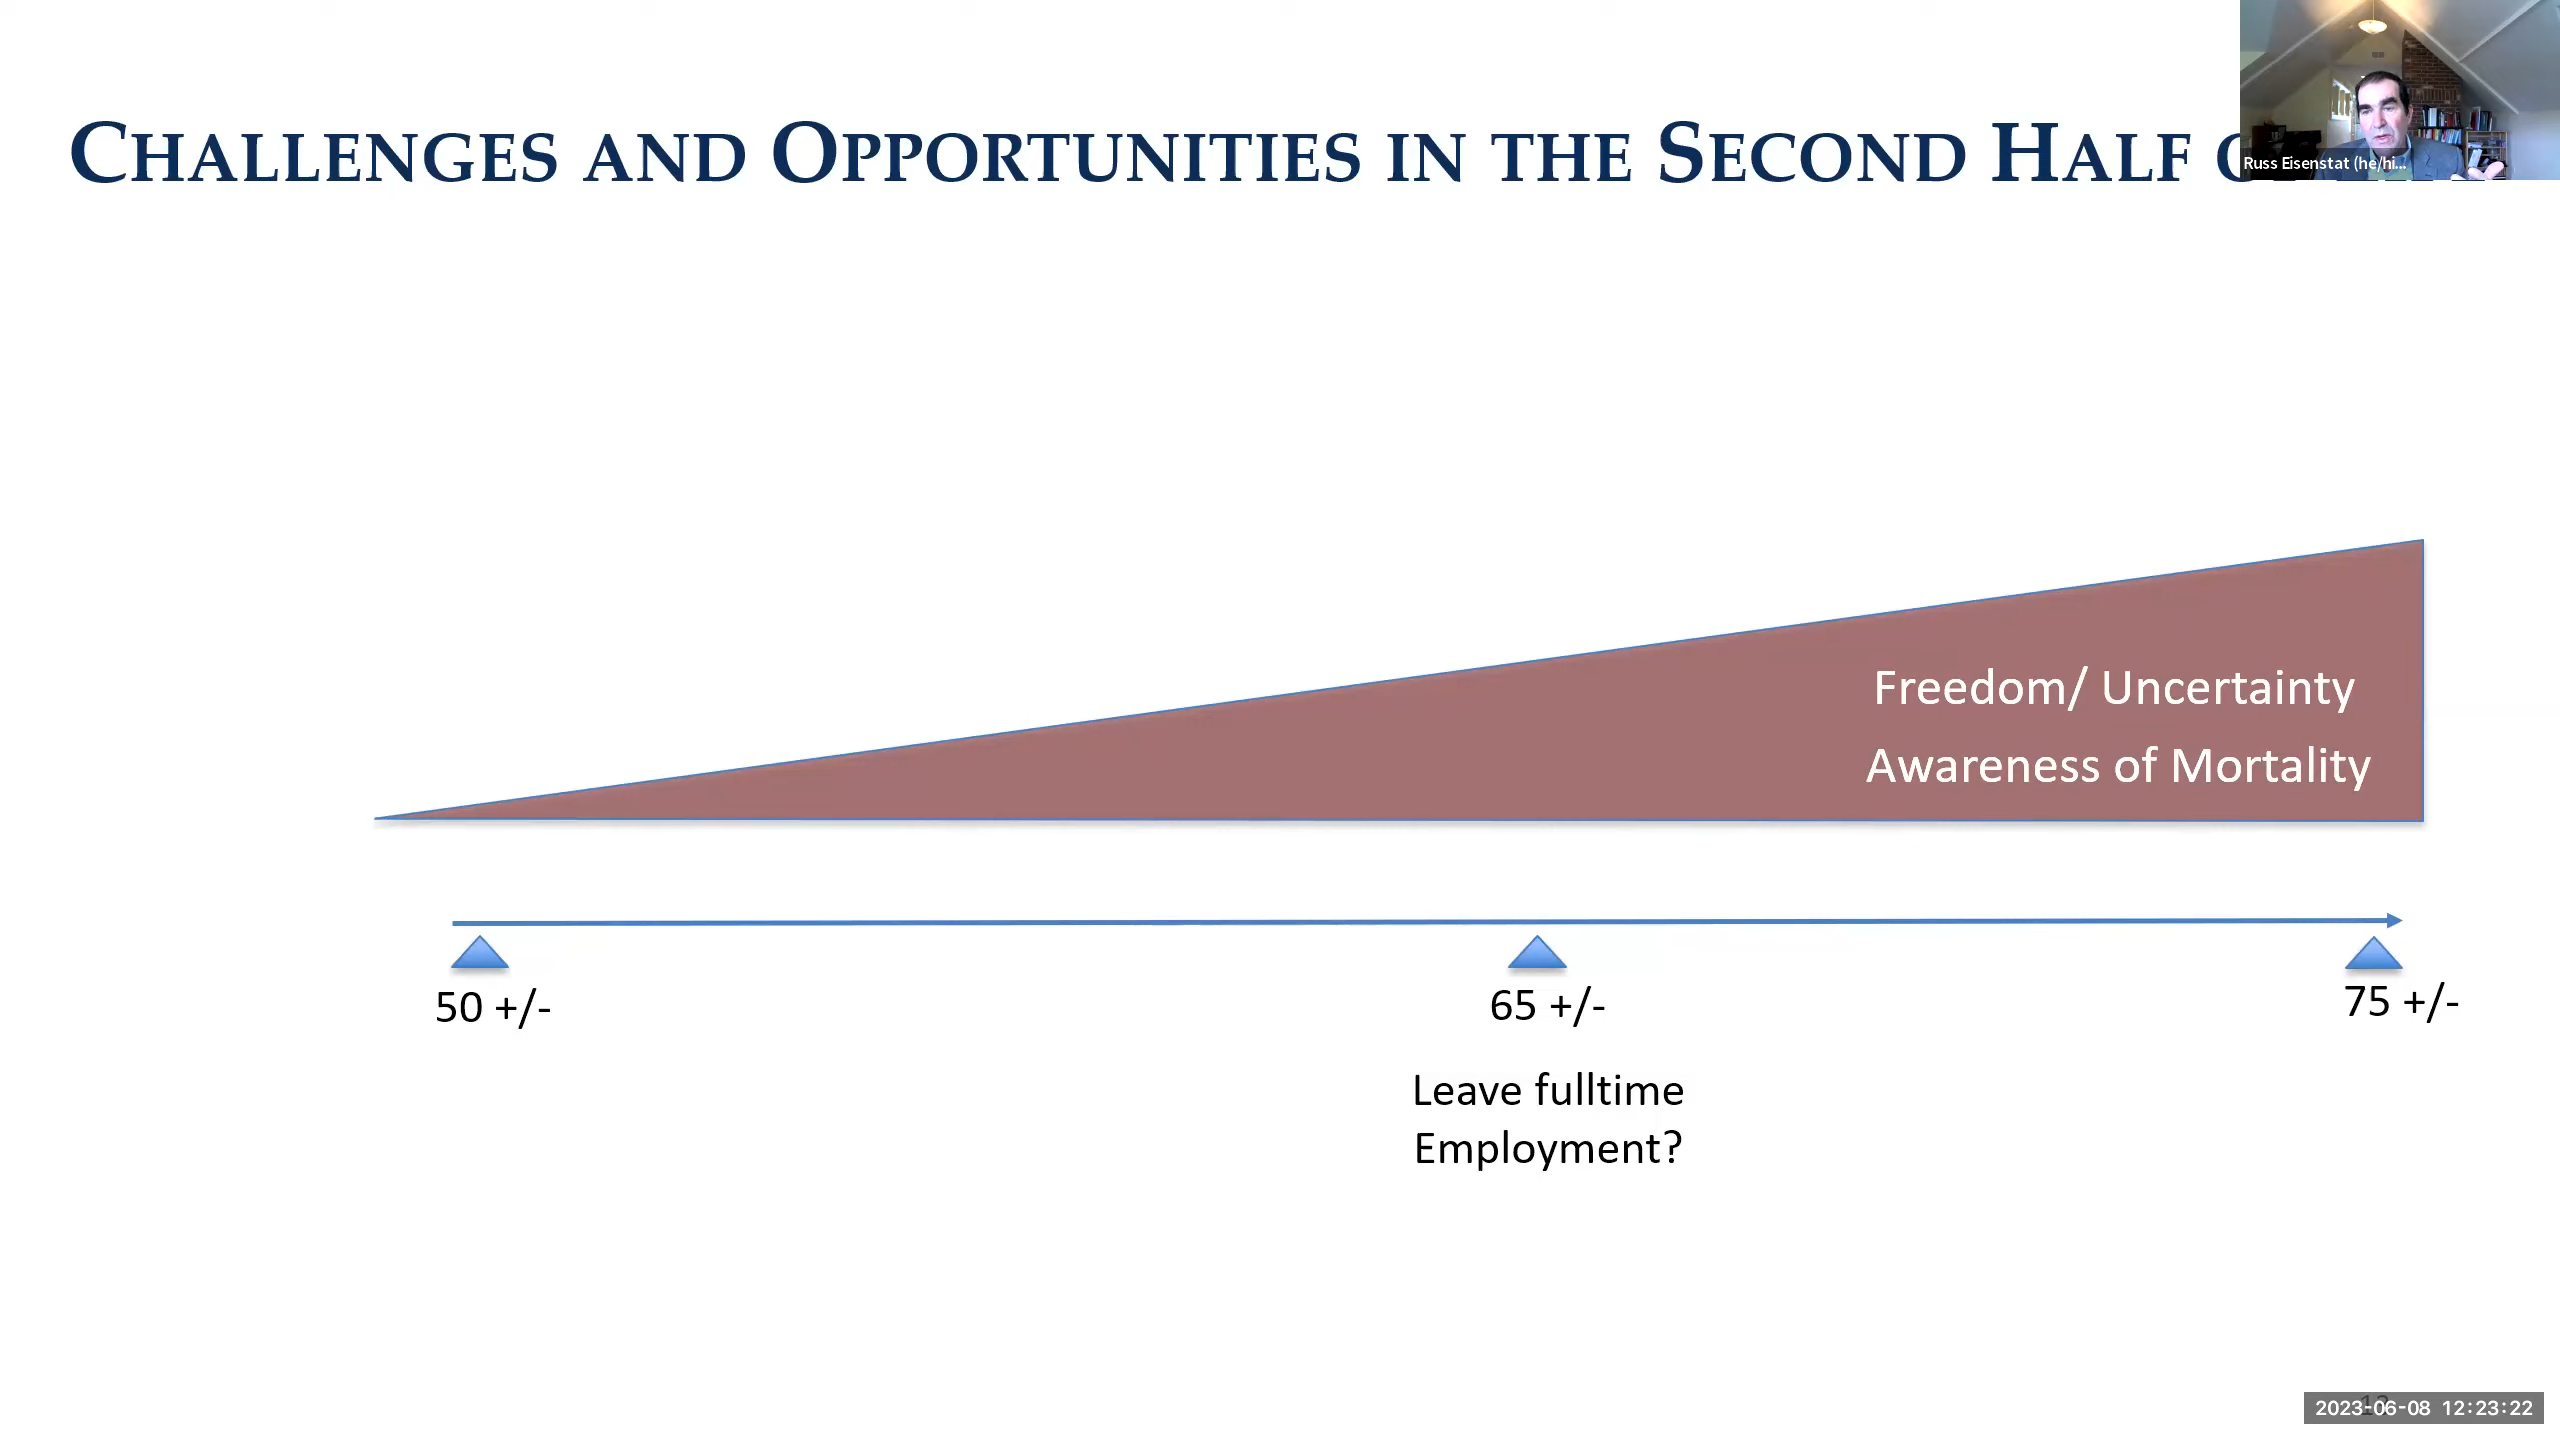 CHALLENGES AND OPPORTUNITIES IN THE SECOND HALF
Russ Eisenstat (he/hi...
Freedom/ Uncertainty
Awareness of Mortality
50 +/-
65 +/-
75 +/-
Leave fulltime
Employment?
2023-06-08 12:23:22